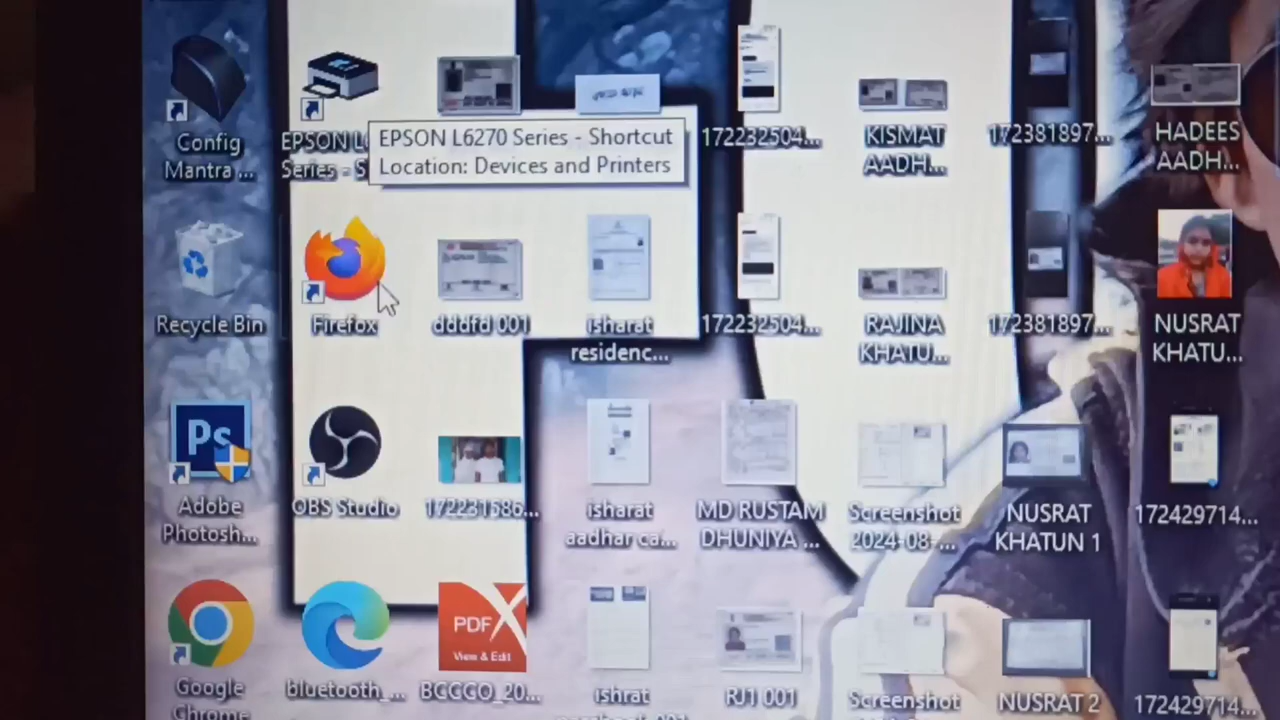 Config
Mantra ...
EPSON L
Series - S
EPSON L6270 Series - Shortcut
Location: Devices and Printers
172232504...
KISMAT
AADH...
172381897...
HADEES
AADH...
Recycle Bin
Firefox
dddfd 001
isharat
residenc...
172232504...
RAJINA
KHATU...
172381897...
NUSRAT
KHATU...
Ps
Adobe
Photosh...
OBS Studio
172231586...
isharat
aadhar ca...
MD RUSTAM
DHUNIYA ...
Screenshot
2024-08-...
NUSRAT
KHATUN 1
172429714...
PDF
View & Edit
Google
Chrome
bluetooth_...
BCCCO_20...
ishrat
RJ1 001
Screenshot
NUSRAT 2
172429714...